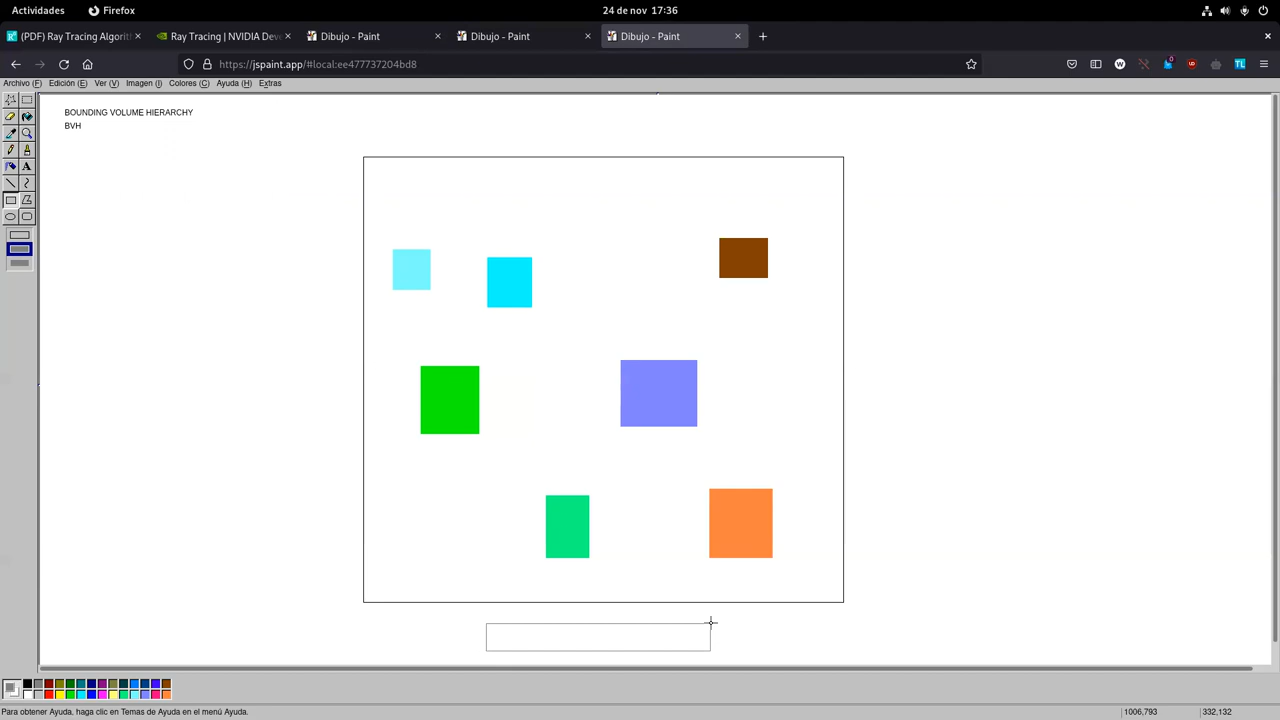 Actividades
Firefox
24 de nov 17:36
(PDF) Ray Tracing Algorit
Ray Tracing | NVIDIA Deve
Dibujo - Paint
Dibujo - Paint
Dibujo - Paint
https://jspaint.app/#local:ee477737204bd8
Archivo (F) Edición (E) Ver (V) Imagen (I) Colores (C) Ayuda (H) Extras
BOUNDING VOLUME HIERARCHY
BVH
Para obtener Ayuda, haga clic en Temas de Ayuda en el menú Ayuda.
1006,793
332,132